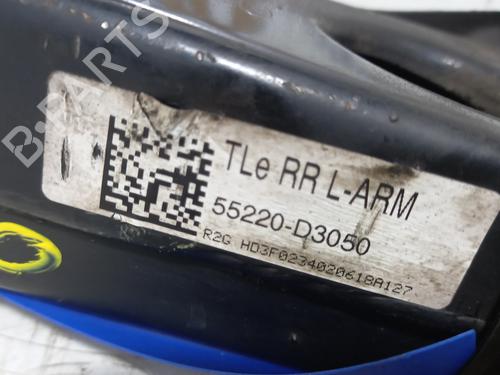 B-PARTS
TLe RR L-ARM
55220-D3050
R2G HD3F0234020618A127